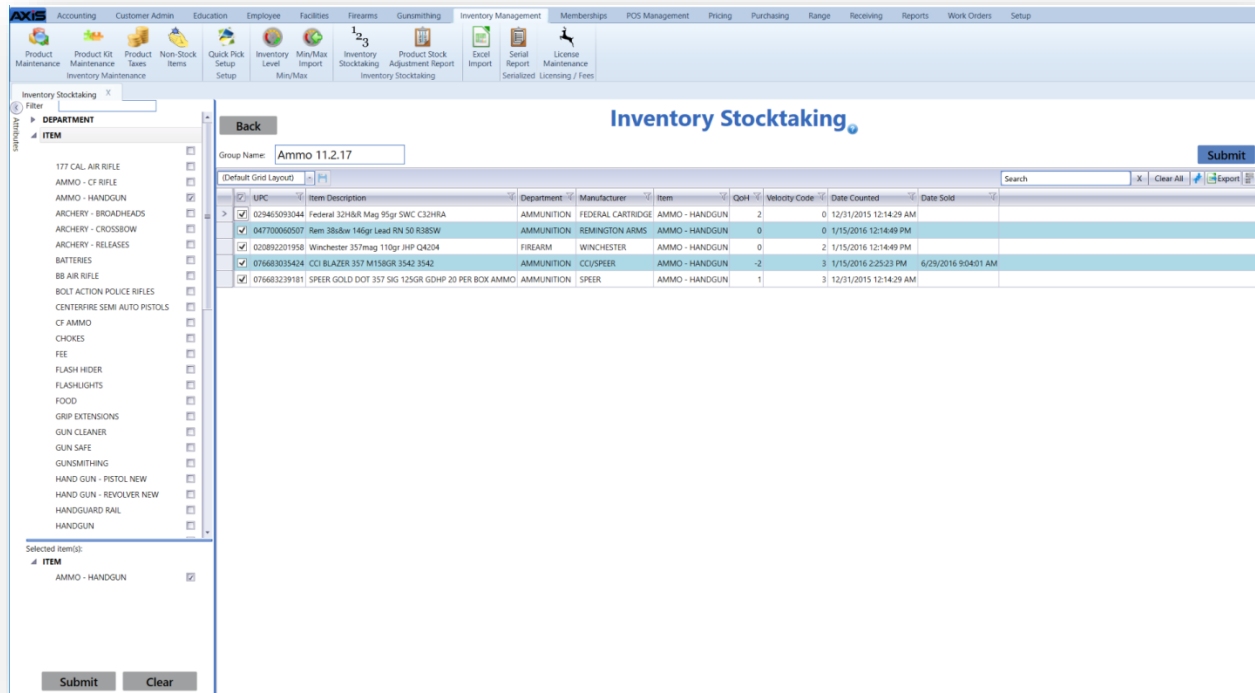 AXIS Accounting Customer Admin Education Employee Facilities Firearms Gunsmithing Inventory Management Memberships POS Management Pricing Purchasing Range Receiving Reports Work Orders Setup
1 2 3
Product Maintenance Product Kit Maintenance Product Taxes Non-Stock Items Quick Pick Setup Inventory Level Min/Max Import Inventory Stocktaking Product Stock Adjustment Report Excel Import Serial Report License Maintenance
Inventory Maintenance Setup Min/Max Inventory Stocktaking Serialized Licensing / Fees
Inventory Stocktaking X
Attributes
Filter
DEPARTMENT
ITEM
177 CAL. AIR RIFLE
AMMO - CF RIFLE
AMMO - HANDGUN
ARCHERY - BROADHEADS
ARCHERY - CROSSBOW
ARCHERY - RELEASES
BATTERIES
BB AIR RIFLE
BOLT ACTION POLICE RIFLES
CENTERFIRE SEMI AUTO PISTOLS
CF AMMO
CHOKES
FEE
FLASH HIDER
FLASHLIGHTS
FOOD
GRIP EXTENSIONS
GUN CLEANER
GUN SAFE
GUNSMITHING
HAND GUN - PISTOL NEW
HAND GUN - REVOLVER NEW
HANDGUARD RAIL
HANDGUN
Selected item(s):
ITEM
AMMO - HANDGUN
Submit Clear
Back Inventory Stocktaking ?
Group Name: Ammo 11.2.17 Submit
(Default Grid Layout) Search X Clear All Export
UPC Item Description Department Manufacturer Item QoH Velocity Code Date Counted Date Sold
029465093044 Federal 32H&R Mag 95gr SWC C32HRA AMMUNITION FEDERAL CARTRIDGE AMMO - HANDGUN 2 0 12/31/2015 12:14:29 AM
047700060507 Rem 38s&w 146gr Lead RN 50 R38SW AMMUNITION REMINGTON ARMS AMMO - HANDGUN 0 0 1/15/2016 12:14:49 PM
020892201958 Winchester 357mag 110gr JHP Q4204 FIREARM WINCHESTER AMMO - HANDGUN 0 2 1/15/2016 12:14:49 PM
076683035424 CCI BLAZER 357 M158GR 3542 3542 AMMUNITION CCI/SPEER AMMO - HANDGUN -2 3 1/15/2016 2:25:23 PM 6/29/2016 9:04:01 AM
076683239181 SPEER GOLD DOT 357 SIG 125GR GDHP 20 PER BOX AMMO AMMUNITION SPEER AMMO - HANDGUN 1 3 12/31/2015 12:14:29 AM